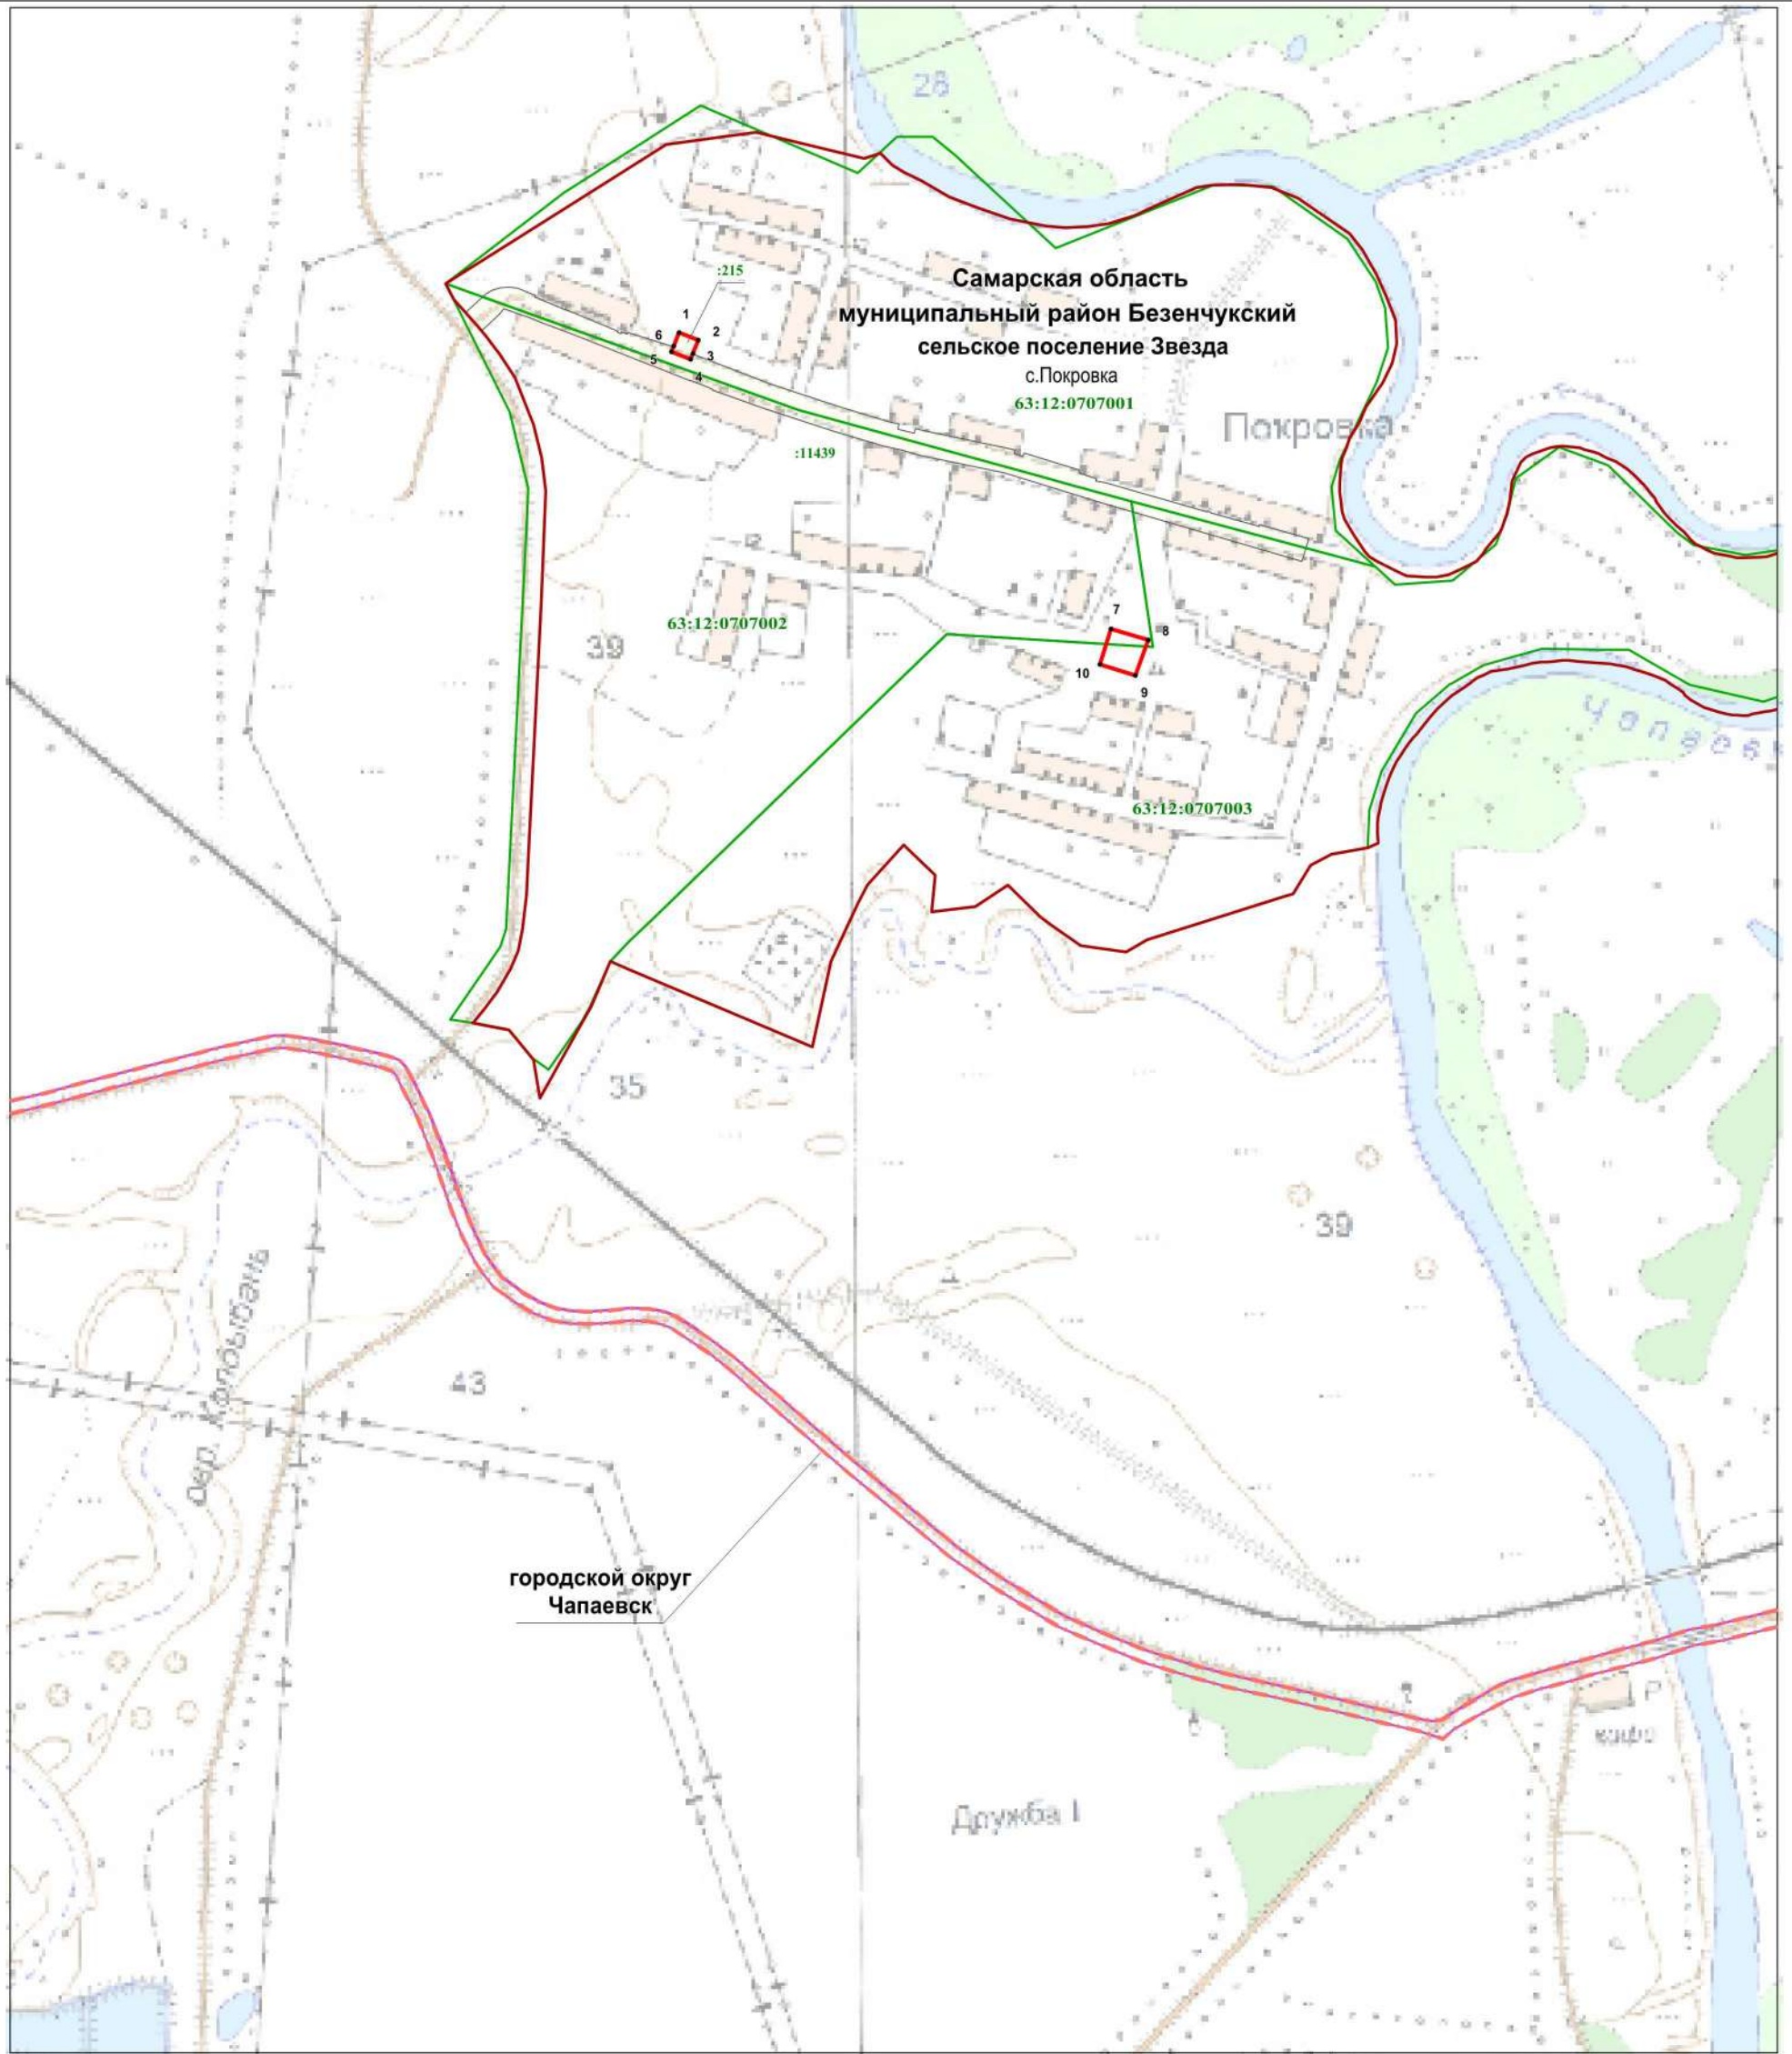 28
:215
Самарская область
муниципальный район Безенчукский
сельское поселение Звезда
с.Покровка
63:12:0707001
1
2
3
4
5
6
Покровка
:11439
63:12:0707002
39
7
8
9
10
63:12:0707003
35
39
43
городской округ
Чапаевск
Дружба I
кафе